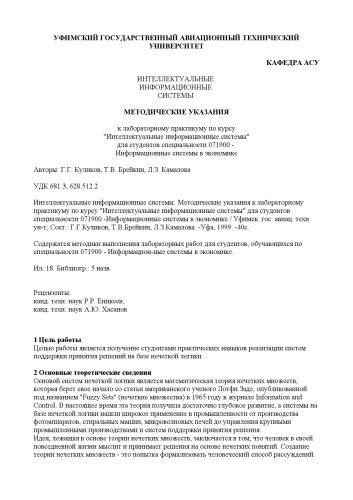 УФИМСКИЙ ГОСУДАРСТВЕННЫЙ АВИАЦИОННЫЙ ТЕХНИЧЕСКИЙ
УНИВЕРСИТЕТ
КАФЕДРА АСУ
ИНТЕЛЛЕКТУАЛЬНЫЕ
ИНФОРМАЦИОННЫЕ
СИСТЕМЫ
МЕТОДИЧЕСКИЕ УКАЗАНИЯ
к лабораторному практикуму по курсу
"Интеллектуальные информационные системы"
для студентов специальности 071900 -
Информационные системы в экономике
Авторы: Г.Г. Куликов, Т.В. Брейкин, Л.З. Камалова
УДК 681.3, 628.512.2
Интеллектуальные информационные системы: Методические указания к лабораторному
практикуму по курсу "Интеллектуальные информационные системы" для студентов
специальности 071900 -Информационные системы в экономике / Уфимск. гос. авиац. техн.
ун-т; Сост.: Г.Г.Куликов, Т.В.Брейкин, Л.З.Камалова. -Уфа, 1999. -40с.
Содержатся методики выполнения лабораторных работ для студентов, обучающихся по
специальности 071900 - Информацион-ные системы в экономике.
Ил. 18. Библиогр.: 5 назв.
Рецензенты:
канд. техн. наук Р.Р. Еникеев,
канд. техн. наук А.Ю. Хасанов
1 Цель работы
Целью работы является получение студентами практических навыков реализации систем
поддержки принятия решений на базе нечеткой логики.
2 Основные теоретические сведения
Основой систем нечеткой логики является математическая теория нечетких множеств,
которая берет свое начало со статьи американского ученого Лотфи Заде, опубликованной
под названием "Fuzzy Sets" (нечеткие множества) в 1965 году в журнале Information and
Control. В настоящее время эта теория получила достаточно глубокое развитие, а системы на
базе нечеткой логики нашли широкое применение в промышленности от производства
фотоаппаратов, стиральных машин, микроволновых печей до управления крупными
промышленными производствами и систем поддержки принятия решения.
Идея, лежащая в основе теории нечетких множеств, заключается в том, что человек в своей
повседневной жизни мыслит и принимает решения на основе нечетких понятий. Создание
теории нечетких множеств - это попытка формализовать человеческий способ рассуждений.